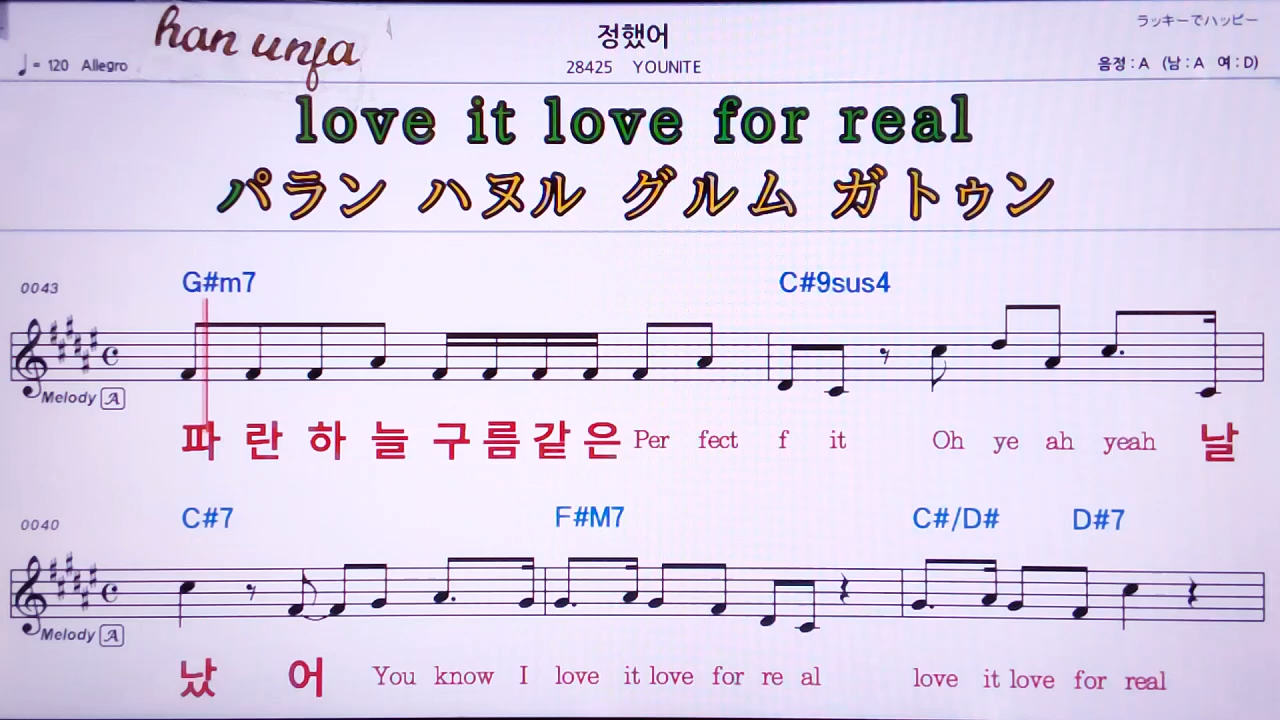 han unfa
정했어
ラッキーでハッピー
= 120 Allegro
28425 YOUNITE
음정 : A (남 : A 여 : D)
love it love for real
パラン ハヌル グルム ガトゥン
0043
G#m7 C#9sus4
Melody A
파 란 하 늘 구 름 같 은 Per fect f it Oh ye ah yeah 날
0040
C#7 F#M7 C#/D# D#7
Melody A
났 어 You know I love it love for re al love it love for real